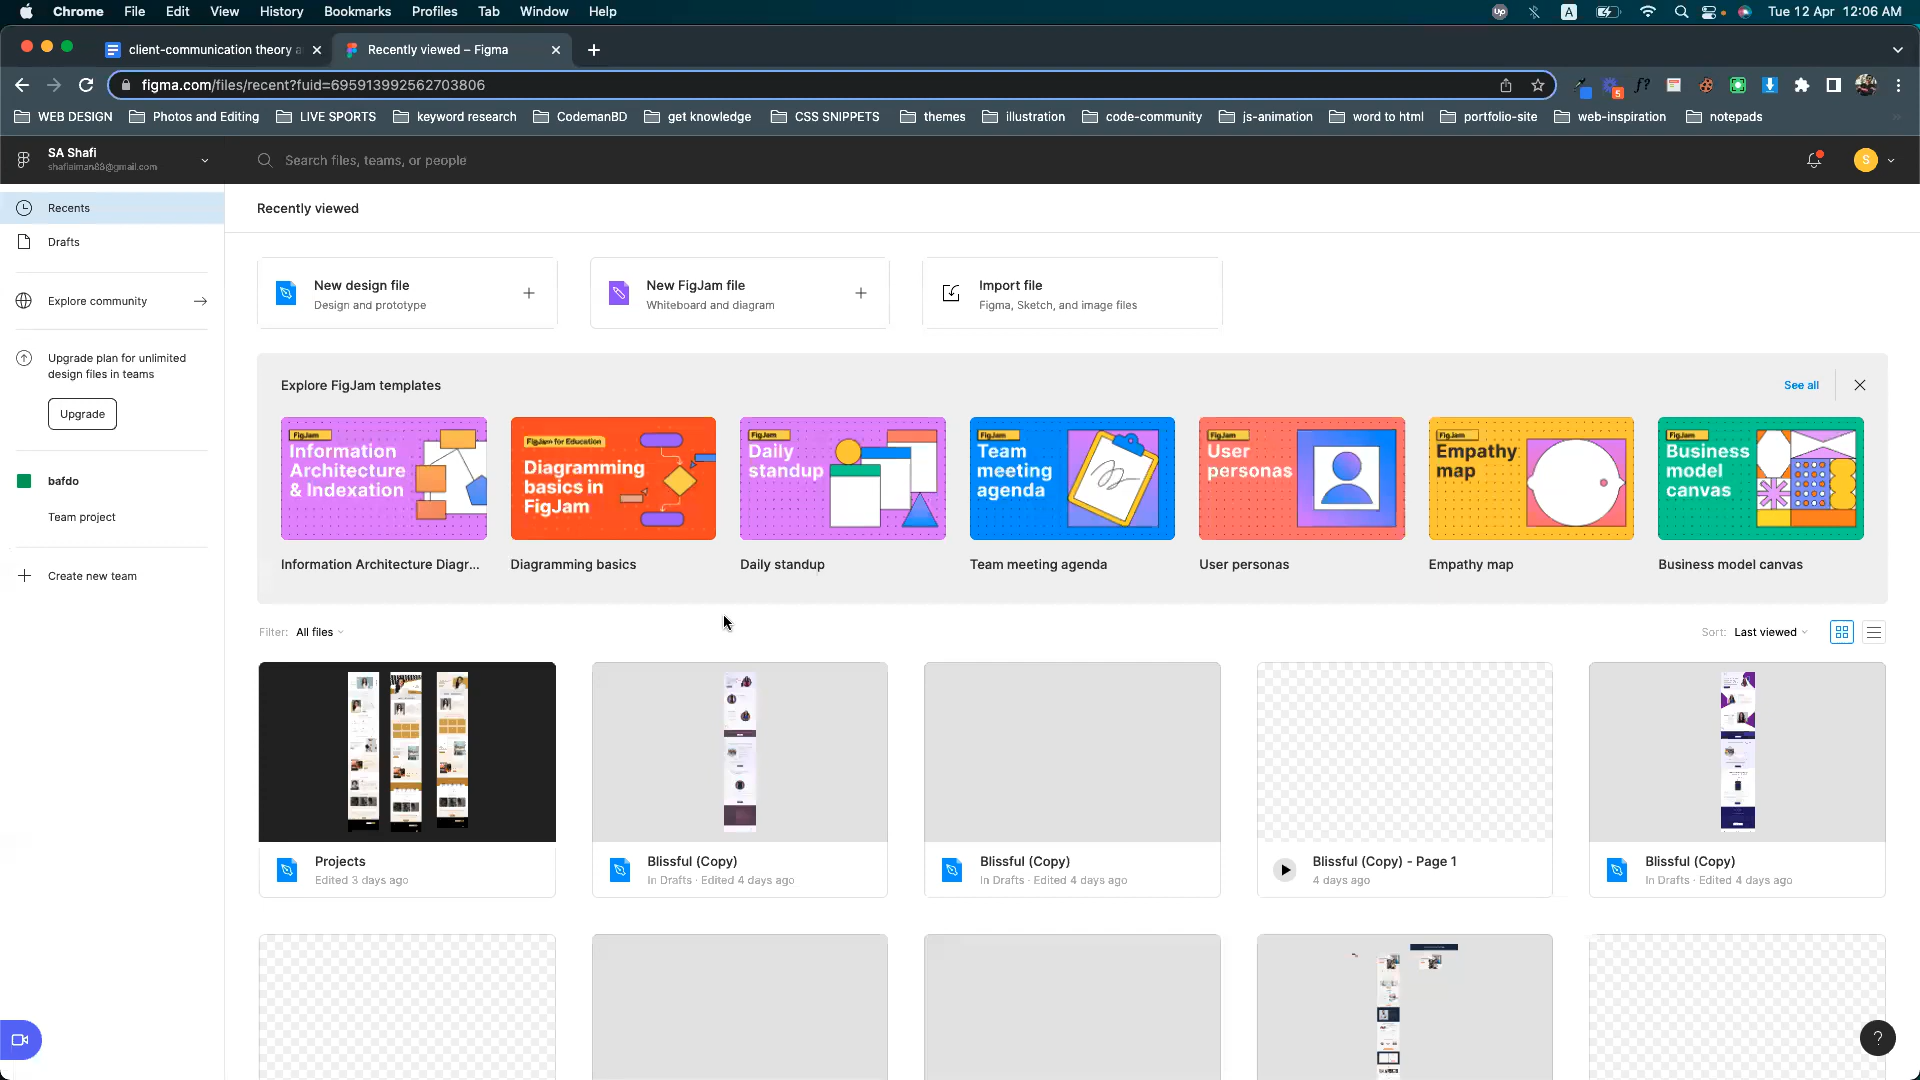 Chrome File Edit View History Bookmarks Profiles Tab Window Help
Up A Tue 12 Apr 12:06 AM
client-communication theory a Recently viewed – Figma
figma.com/files/recent?fuid=695913992562703806
f? 5
WEB DESIGN Photos and Editing LIVE SPORTS keyword research CodemanBD get knowledge CSS SNIPPETS themes illustration code-community js-animation word to html portfolio-site web-inspiration notepads
SA Shafi
shafiaiman88@gmail.com
Search files, teams, or people
S
Recents
Drafts
Explore community
Upgrade plan for unlimited
design files in teams
Upgrade
bafdo
Team project
Create new team
Recently viewed
New design file
Design and prototype
New FigJam file
Whiteboard and diagram
Import file
Figma, Sketch, and image files
Explore FigJam templates
See all
FigJam
Information
Architecture
& Indexation
FigJam for Education
Diagramming
basics in
FigJam
FigJam
Daily
standup
FigJam
Team
meeting
agenda
FigJam
User
personas
FigJam
Empathy
map
FigJam
Business
model
canvas
Information Architecture Diagr...
Diagramming basics
Daily standup
Team meeting agenda
User personas
Empathy map
Business model canvas
Filter: All files
Sort: Last viewed
Projects
Edited 3 days ago
Blissful (Copy)
In Drafts · Edited 4 days ago
Blissful (Copy)
In Drafts · Edited 4 days ago
Blissful (Copy) - Page 1
4 days ago
Blissful (Copy)
In Drafts · Edited 4 days ago
?